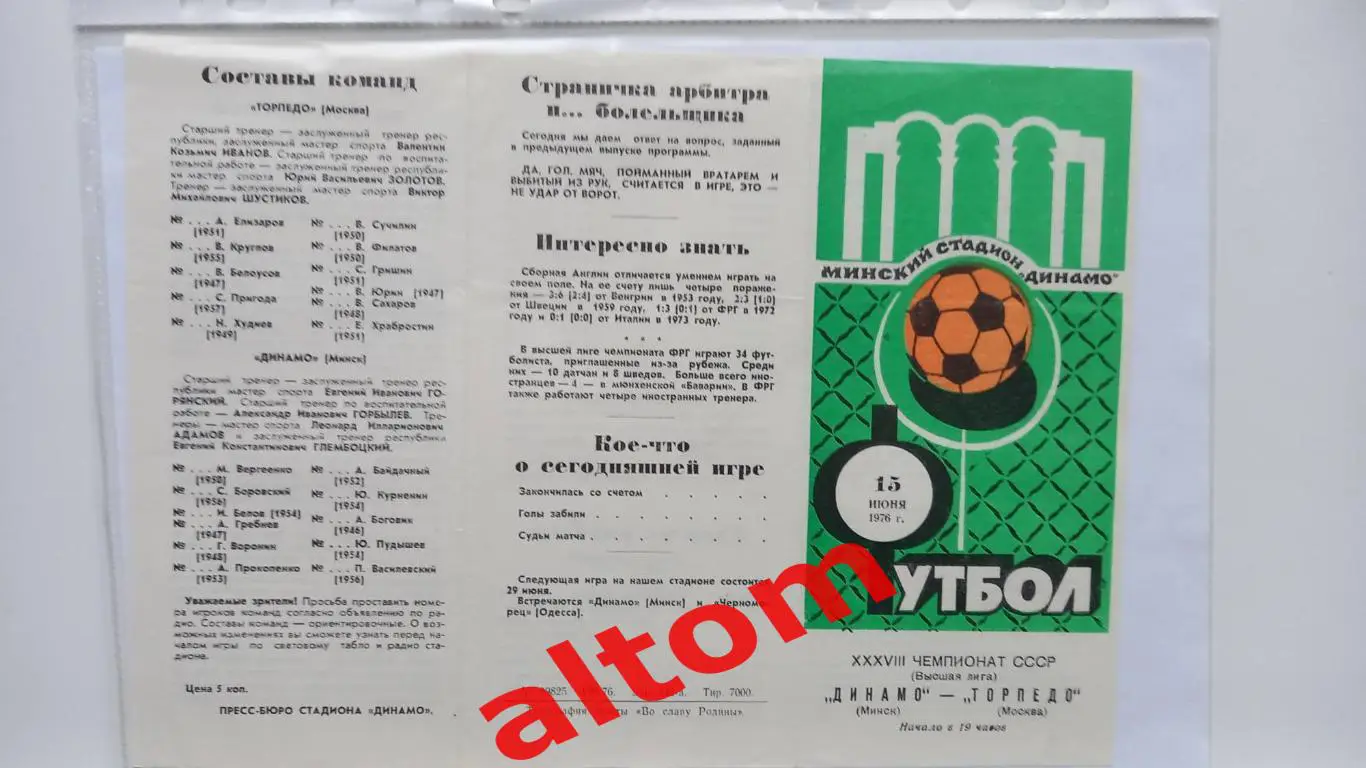 Составы команд
«ТОРПЕДО» [Москва]
Старший тренер — заслуженный тренер рес-
публики, заслуженный мастер спорта Валентин
Козьмич ИВАНОВ. Старший тренер по воспита-
тельной работе — заслуженный тренер республи-
ки мастер спорта Юрий Васильевич ЗОЛОТОВ.
Тренер — заслуженный мастер спорта Виктор
Михайлович ШУСТИКОВ.
№ . . . А. Елизаров
[1951]
№ . . . В. Круглов
[1955]
№ . . . В. Белоусов
[1947]
№ . . . С. Пригода
[1957]
№ . . . Н. Худиев
[1949]
№ . . . В. Сучилин
[1950]
№ . . . В. Филатов
[1950]
№ . . . С. Гришин
[1951]
№ . . . В. Юрин [1947]
№ . . . В. Сахаров
[1948]
№ . . . Е. Храбростин
[1951]
«ДИНАМО» [Минск]
Старший тренер — заслуженный тренер рес-
публики мастер спорта Евгений Иванович ГО-
РЯНСКИЙ. Старший тренер по воспитательной
работе — Александр Иванович ГОРБЫЛЕВ. Тре-
неры — мастер спорта Леонард Илларионович
АДАМОВ и заслуженный тренер республики
Евгений Константинович ГЛЕМБОЦКИЙ.
№ . . . М. Вергеенко
[1950]
№ . . . С. Боровский
[1956]
№ . . . И. Белов [1954]
№ . . . А. Гребнев
[1947]
№ . . . Г. Воронин
[1948]
№ . . . А. Прокопенко
[1953]
№ . . . А. Байдачный
[1952]
№ . . . Ю. Курненин
[1954]
№ . . . А. Боговик
[1946]
№ . . . Ю. Пудышев
[1954]
№ . . . П. Василевский
[1956]
Уважаемые зрители! Просьба проставить номе-
ра игроков команд согласно объявлению по ра-
дио. Составы команд — ориентировочные. О во-
зможных изменениях вы сможете узнать перед на-
чалом игры по световому табло и радио ста-
диона.
Цена 5 коп.
ПРЕСС-БЮРО СТАДИОНА «ДИНАМО».
Страничка арбитра
и... болельщика
Сегодня мы даем ответ на вопрос, заданный
в предыдущем выпуске программы.
ДА, ГОЛ. МЯЧ, ПОЙМАННЫЙ ВРАТАРЕМ И
ВЫБИТЫЙ ИЗ РУК, СЧИТАЕТСЯ В ИГРЕ, ЭТО —
НЕ УДАР ОТ ВОРОТ.
Интересно знать
Сборная Англии отличается умением играть на
своем поле. На ее счету лишь четыре пораже-
ния — 3:6 [2:4] от Венгрии в 1953 году, 2:3 [1:0]
от Швеции в 1959 году, 1:3 [0:1] от ФРГ в 1972
году и 0:1 [0:0] от Италии в 1973 году.
* * *
В высшей лиге чемпионата ФРГ играют 34 фут-
болиста, приглашенные из-за рубежа. Среди
них — 10 датчан и 8 шведов. Больше всего ино-
странцев — 4 — в мюнхенской «Баварии». В ФРГ
также работают четыре иностранных тренера.
Кое-что
о сегодняшней игре
Закончилась со счетом . . . . .
Голы забили . . . . . . .
Судьи матча . . . . . . . .
Следующая игра на нашем стадионе состоится
29 июня.
Встречаются «Динамо» [Минск] и «Черномо-
рец» [Одесса].
76. Тир. 7000.
«Во славу Родины».
МИНСКИЙ СТАДИОН „ДИНАМО"
15
ИЮНЯ
1976 г.
ФУТБОЛ
XXXVIII ЧЕМПИОНАТ СССР
(Высшая лига)
„ДИНАМО" — „ТОРПЕДО"
(Минск) (Москва)
Начало в 19 часов
altom